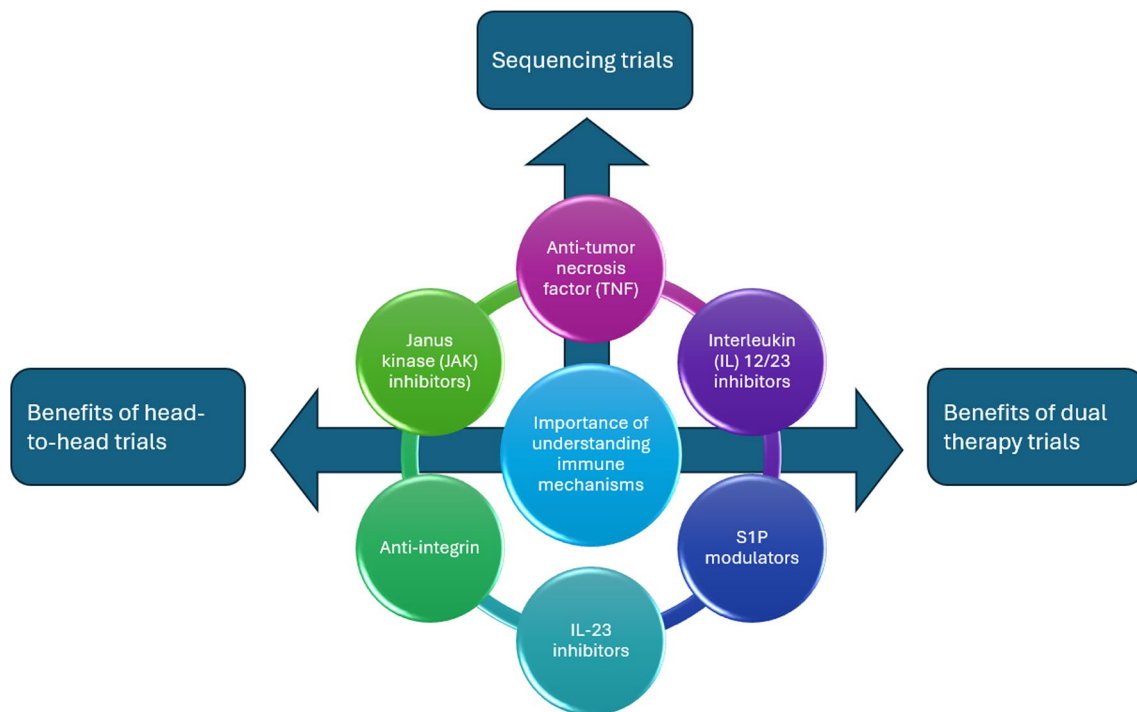 Sequencing trials
Anti-tumor
necrosis
factor (TNF)
Janus
kinase (JAK)
inhibitors)
Interleukin
(IL) 12/23
inhibitors
Benefits of head-
to-head trials
Importance of
understanding
immune
mechanisms
Benefits of dual
therapy trials
Anti-integrin
S1P
modulators
IL-23
inhibitors